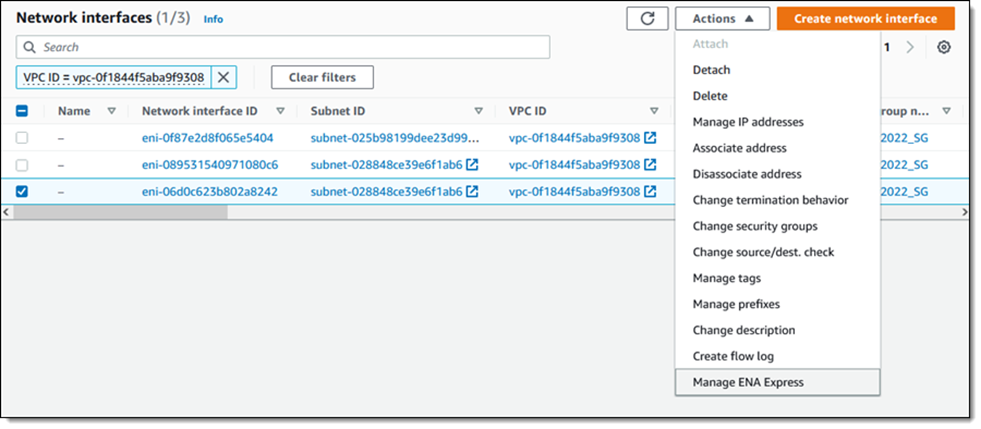 Network interfaces (1/3) Info
Actions
Create network interface
Search
1
VPC ID = vpc-0f1844f5aba9f9308
Clear filters
Name Network interface ID Subnet ID VPC ID roup n...
– eni-0f87e2d8f065e5404 subnet-025b98199dee23d99... vpc-0f1844f5aba9f9308 2022_SG
– eni-089531540971080c6 subnet-028848ce39e6f1ab6 vpc-0f1844f5aba9f9308 2022_SG
– eni-06d0c623b802a8242 subnet-028848ce39e6f1ab6 vpc-0f1844f5aba9f9308 2022_SG
Attach
Detach
Delete
Manage IP addresses
Associate address
Disassociate address
Change termination behavior
Change security groups
Change source/dest. check
Manage tags
Manage prefixes
Change description
Create flow log
Manage ENA Express